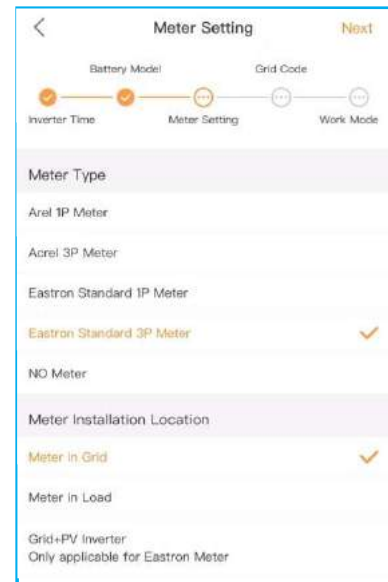 Meter Setting Next
Battery Model Grid Code
Inverter Time Meter Setting Work Mode
Meter Type
Arel 1P Meter
Acrel 3P Meter
Eastron Standard 1P Meter
Eastron Standard 3P Meter
NO Meter
Meter Installation Location
Meter in Grid
Meter in Load
Grid+PV Inverter
Only applicable for Eastron Meter